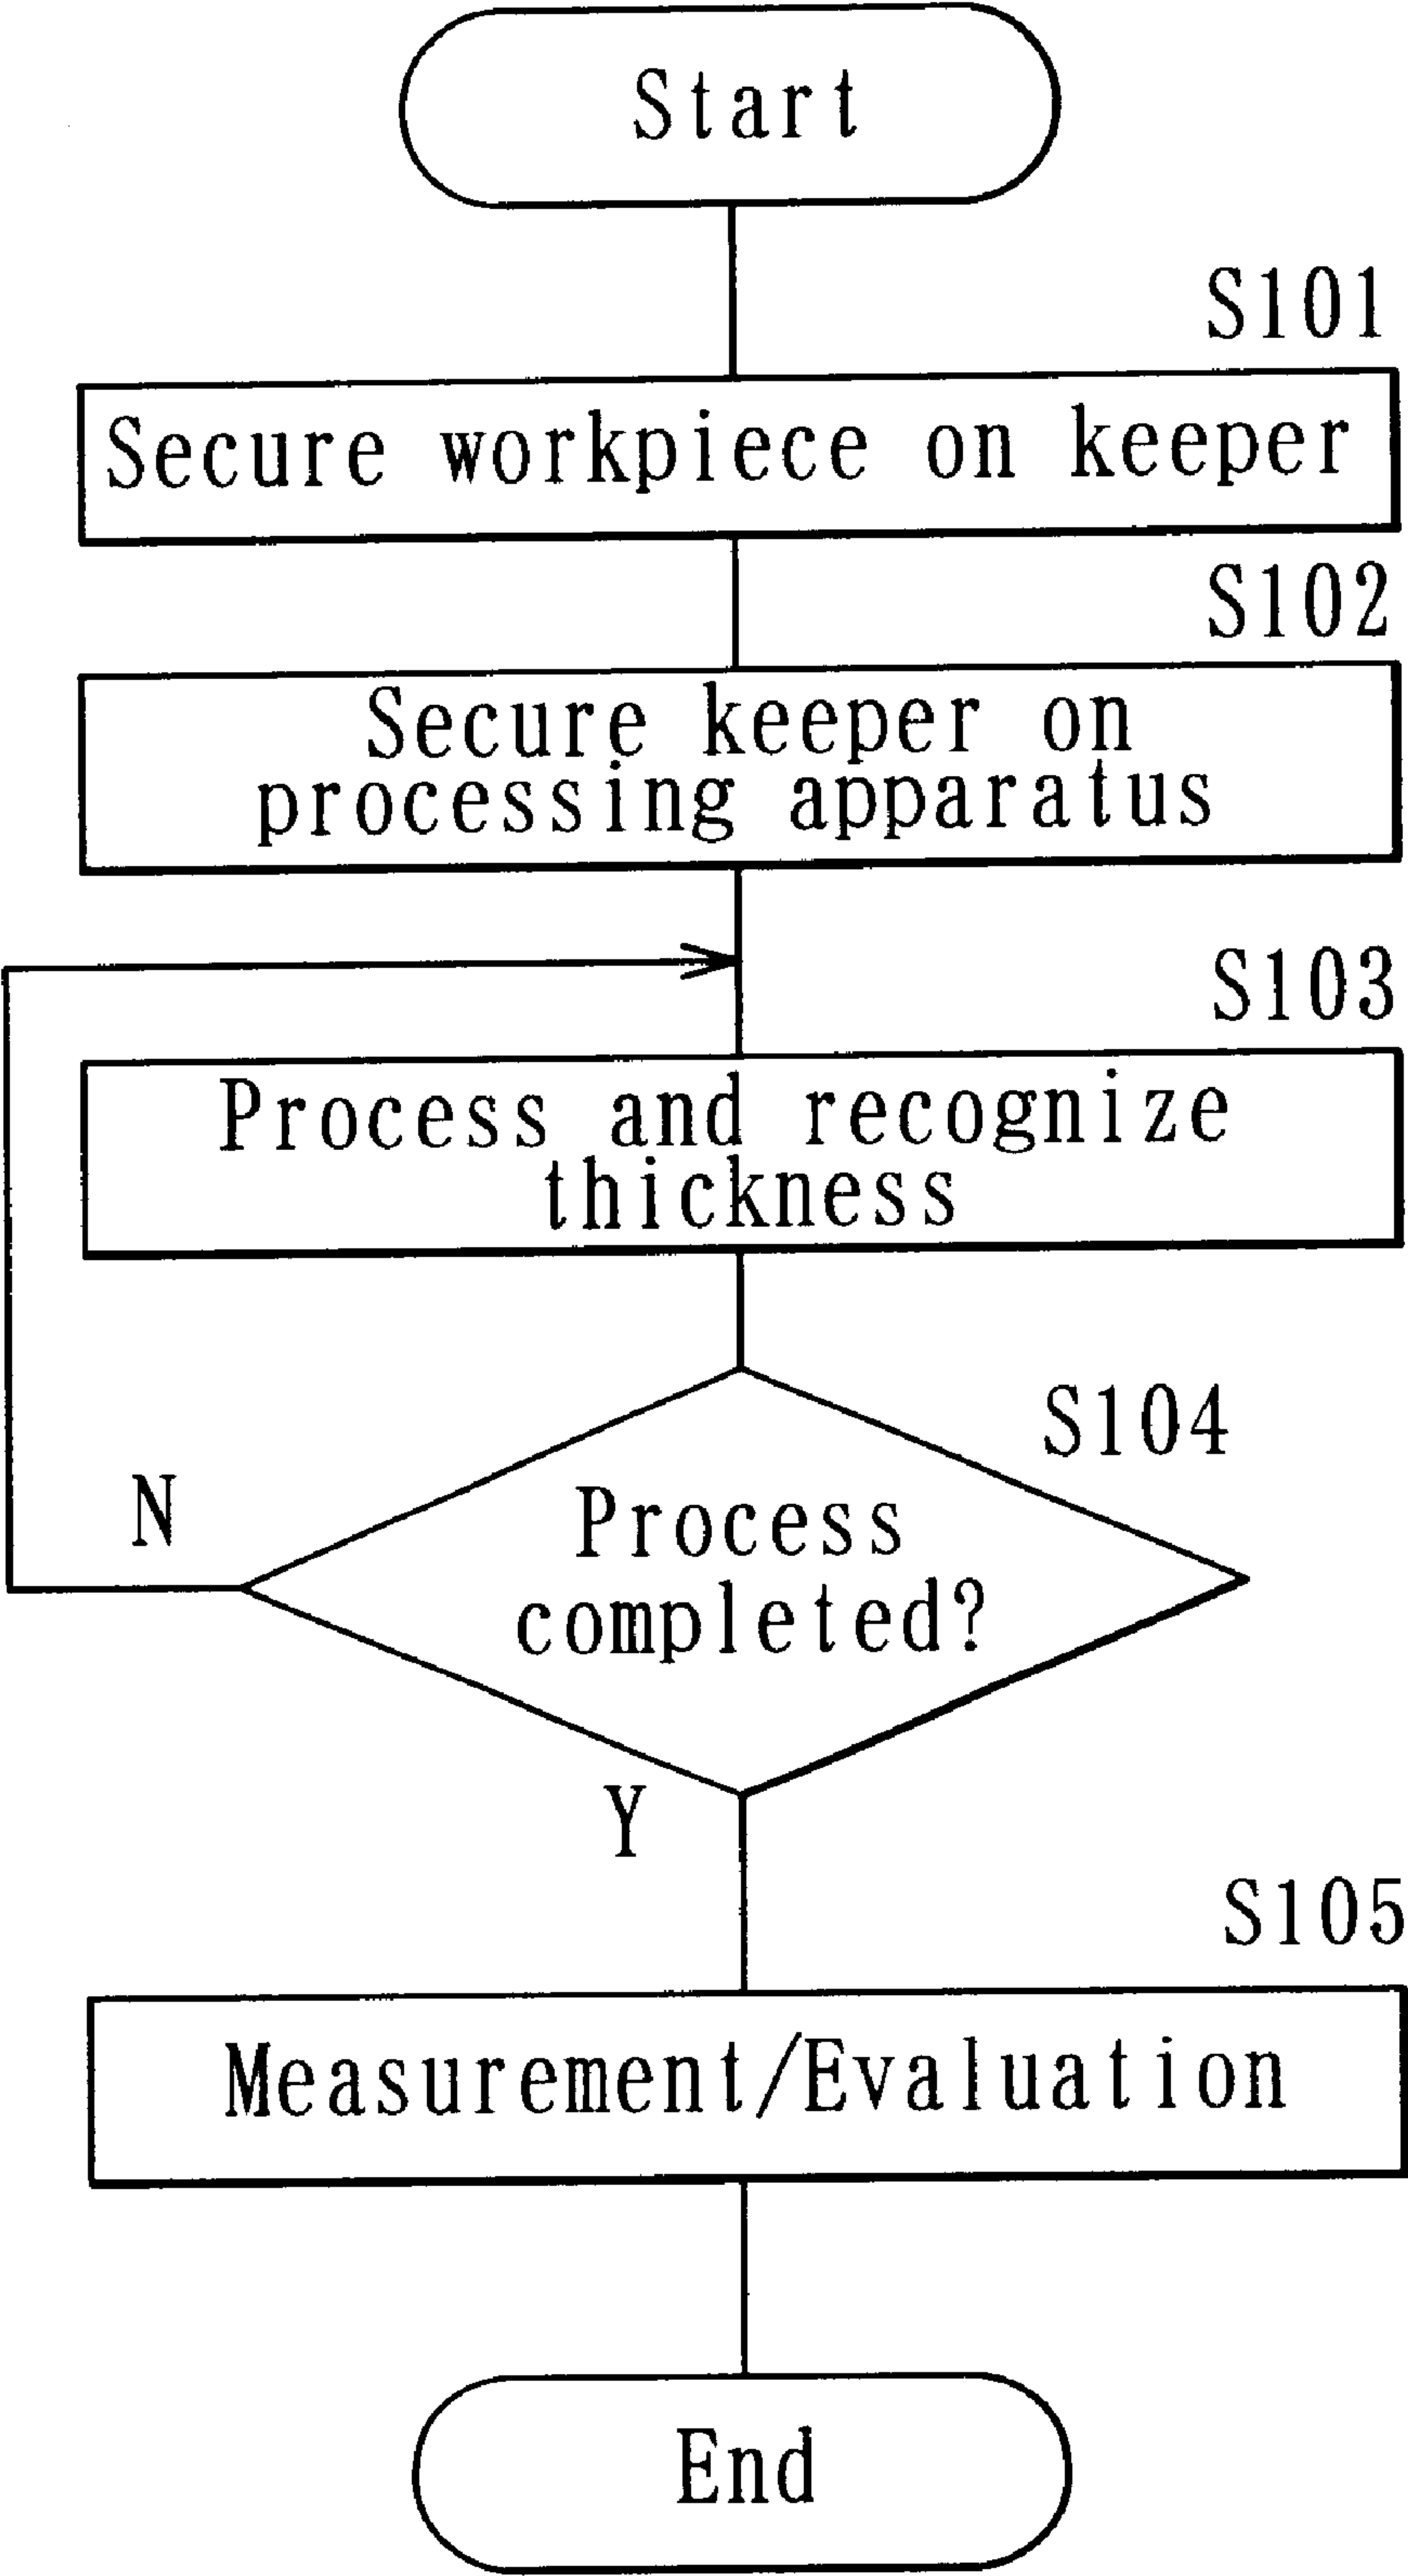 Start
S101
Secure workpiece on keeper
S102
Secure keeper on
processing apparatus
S103
Process and recognize
thickness
S104
N
Process
completed?
Y
S105
Measurement/Evaluation
End